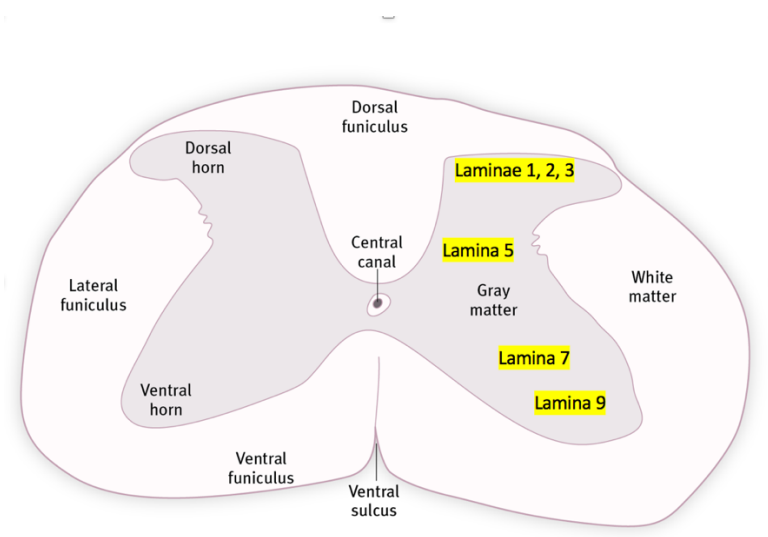 Dorsal
funiculus
Dorsal
horn
Laminae 1, 2, 3
Central
canal
Lamina 5
Lateral
funiculus
Gray
matter
White
matter
Lamina 7
Ventral
horn
Lamina 9
Ventral
funiculus
Ventral
sulcus